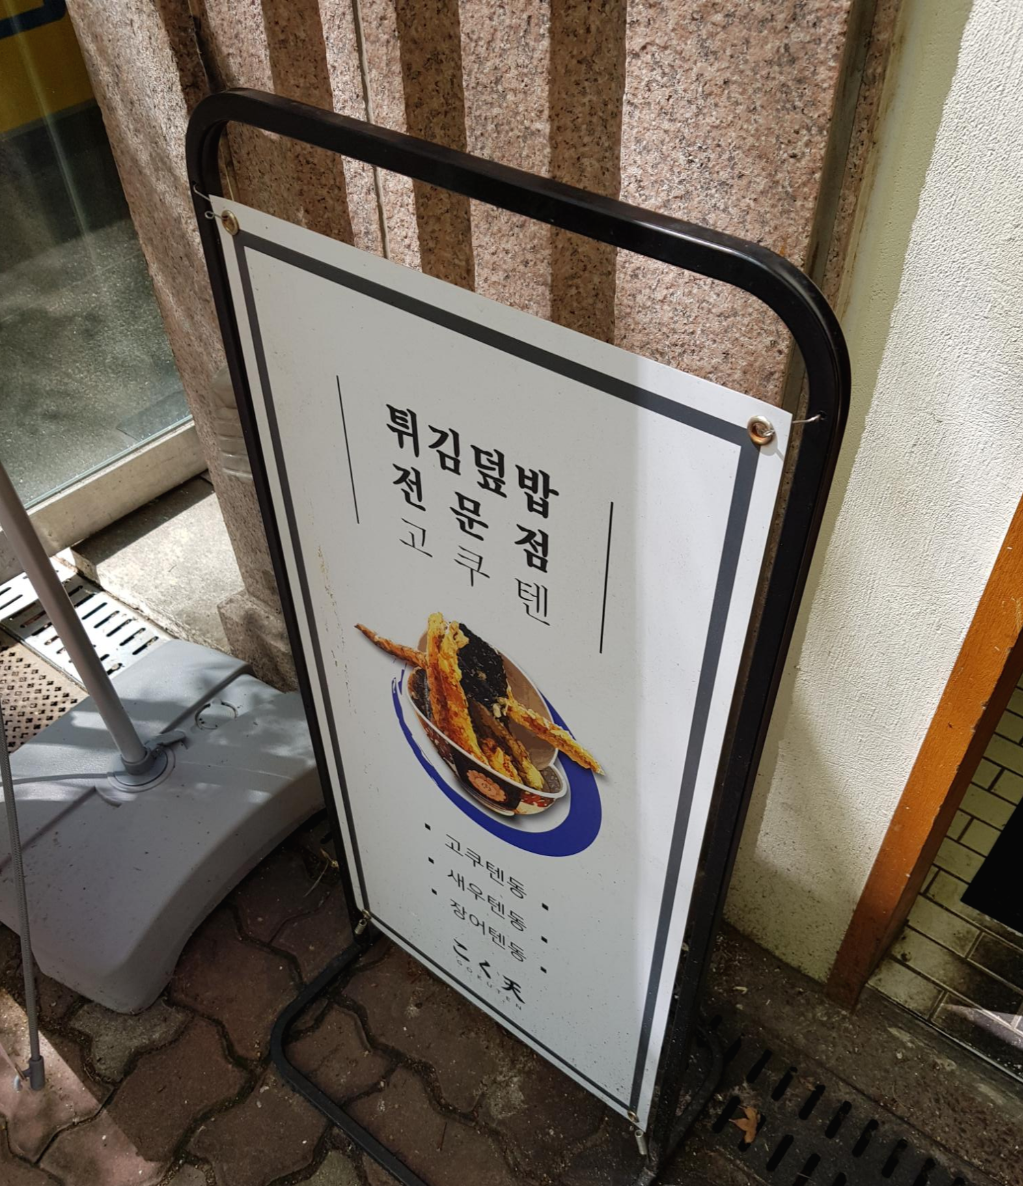 튀김덮밥
전문점
고쿠텐
· 고쿠텐동 ·
· 새우텐동 ·
· 장어텐동 ·
こく天
GOKUTEN